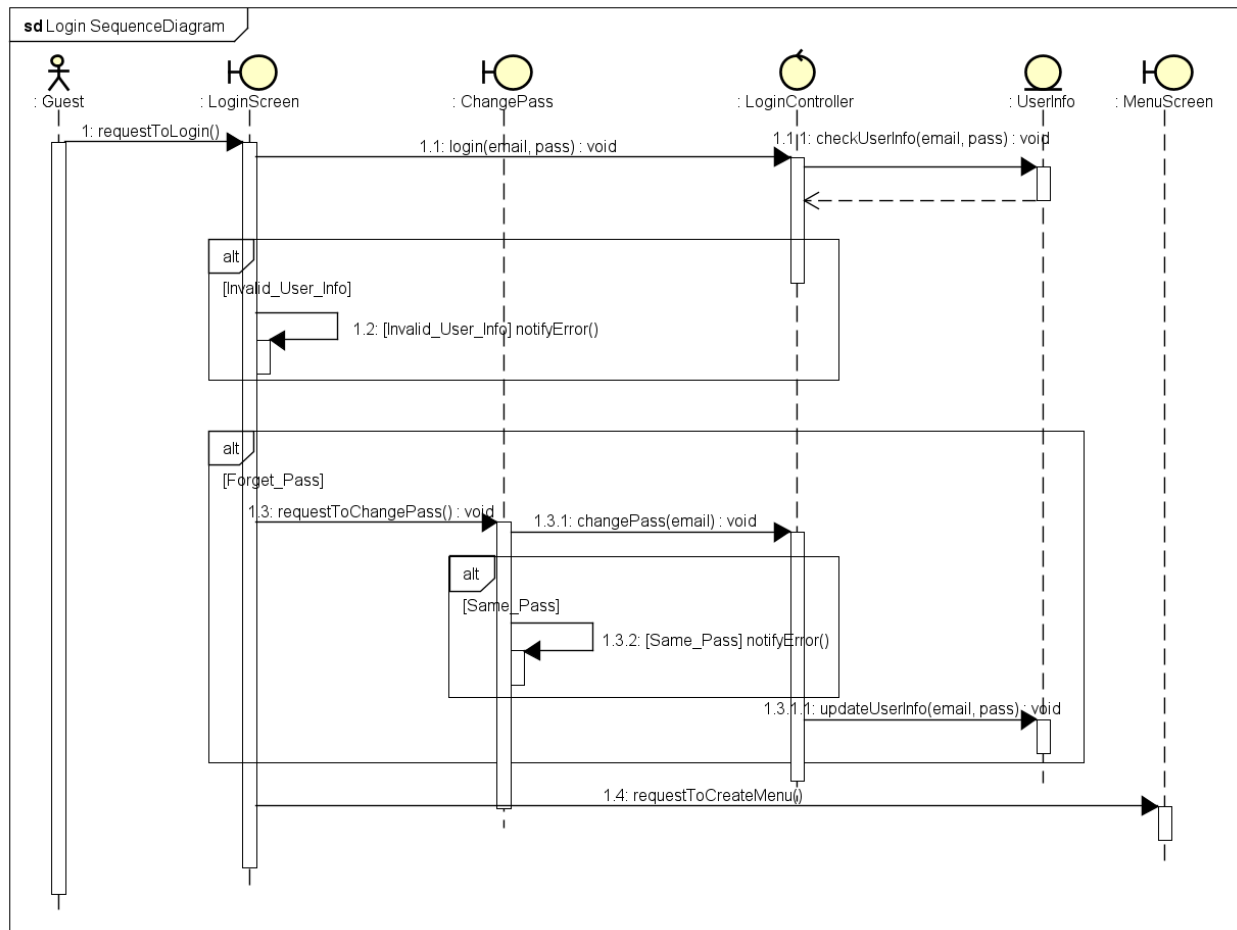 sd Login SequenceDiagram
: Guest
: LoginScreen
: ChangePass
: LoginController
: UserInfo
: MenuScreen
1: requestToLogin()
1.1: login(email, pass) : void
1.1.1: checkUserInfo(email, pass) : void
alt
[Invalid_User_Info]
1.2: [Invalid_User_Info] notifyError()
alt
[Forget_Pass]
1.3: requestToChangePass() : void
1.3.1: changePass(email) : void
alt
[Same_Pass]
1.3.2: [Same_Pass] notifyError()
1.3.1.1: updateUserInfo(email, pass) : void
1.4: requestToCreateMenu()